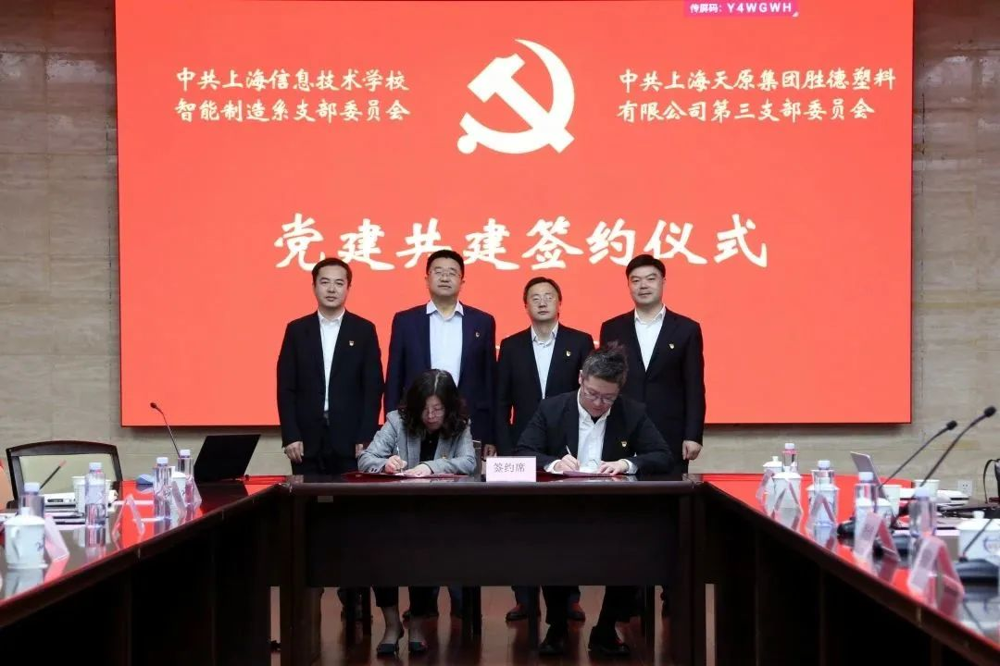 传屏码：Y4WGWH
中共上海信息技术学校
智能制造系支部委员会
中共上海天原集团胜德塑料
有限公司第三支部委员会
党建共建签约仪式
签约席